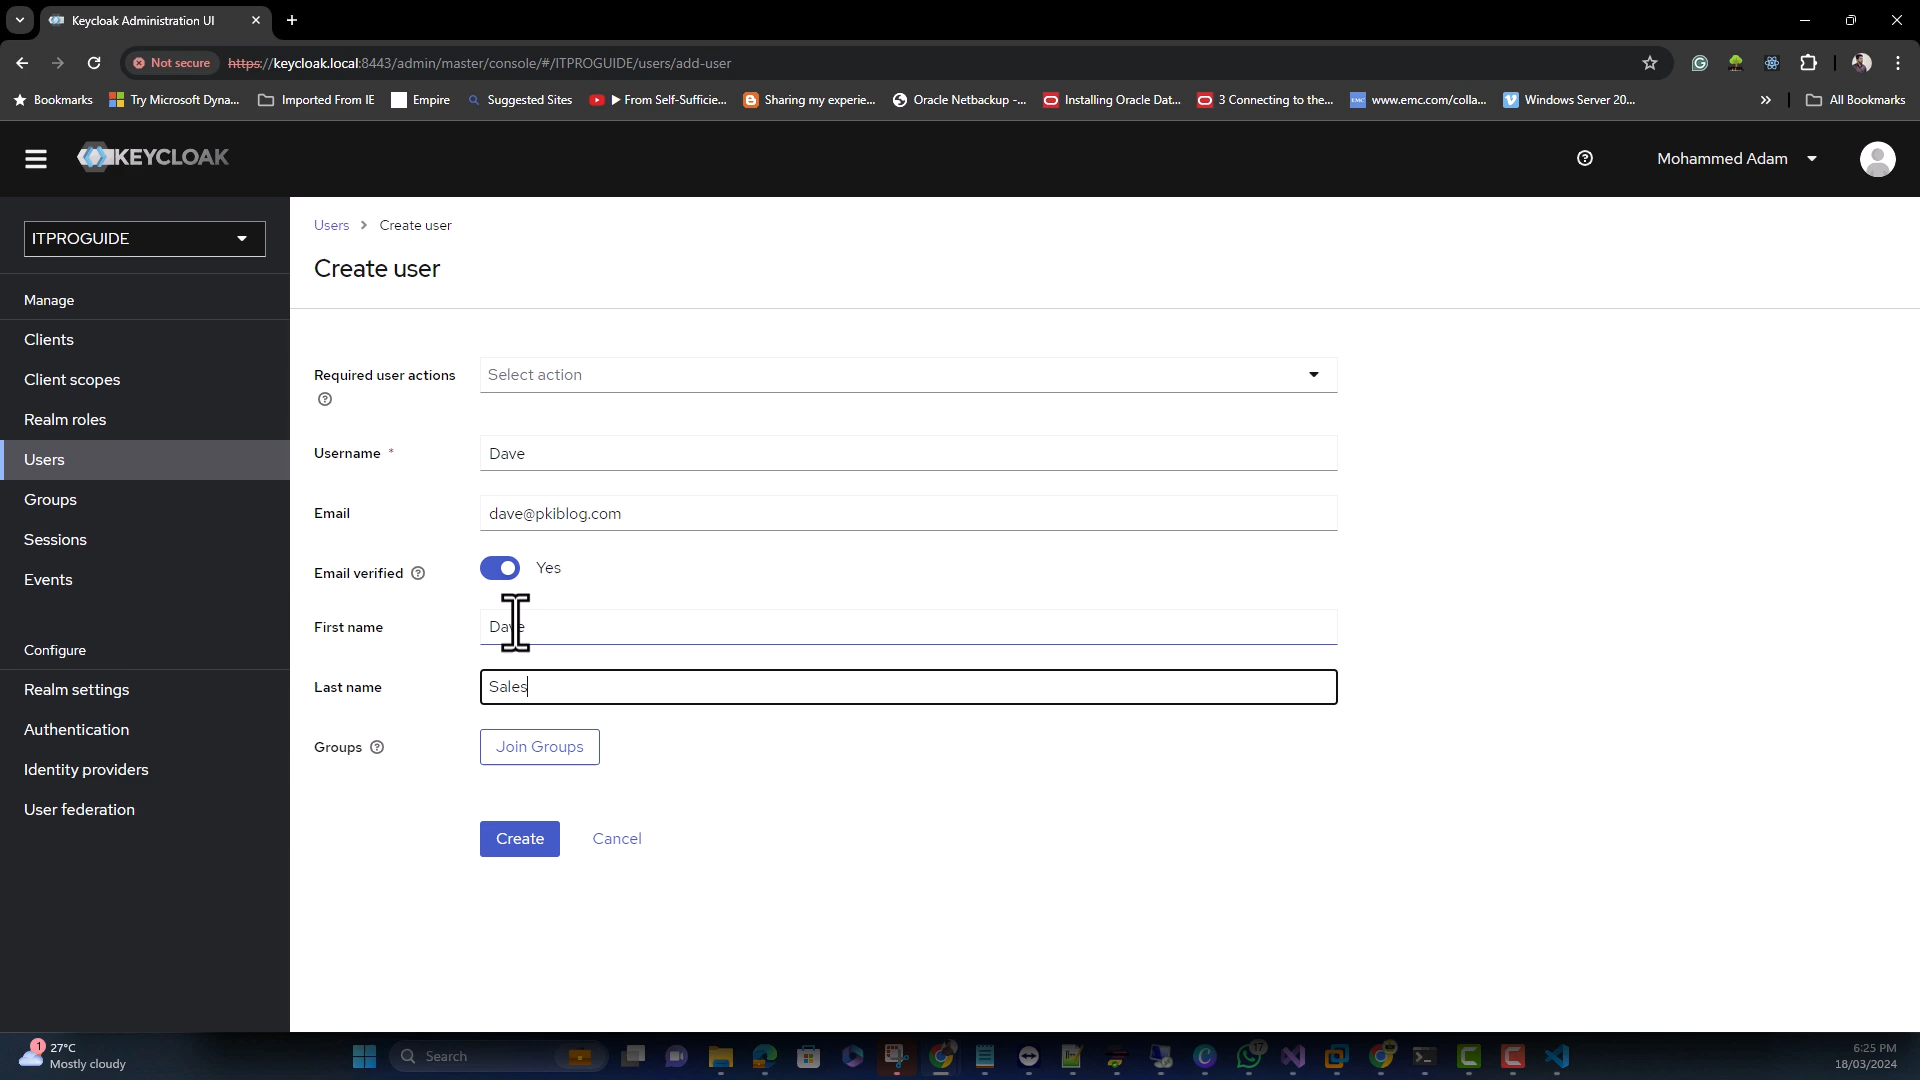 Keycloak Administration UI
Not secure https://keycloak.local:8443/admin/master/console/#/ITPROGUIDE/users/add-user
Bookmarks Try Microsoft Dyna... Imported From IE Empire Suggested Sites ▶ From Self-Sufficie... Sharing my experie... Oracle Netbackup -... Installing Oracle Dat... 3 Connecting to the... www.emc.com/colla... Windows Server 20... » All Bookmarks
KEYCLOAK
Mohammed Adam
ITPROGUIDE
Manage
Clients
Client scopes
Realm roles
Users
Groups
Sessions
Events
Configure
Realm settings
Authentication
Identity providers
User federation
Users > Create user
Create user
Required user actions Select action
Username * Dave
Email dave@pkiblog.com
Email verified Yes
First name Dave
Last name Sales
Groups Join Groups
Create Cancel
1 27°C
Mostly cloudy
Search
17
6:25 PM
18/03/2024